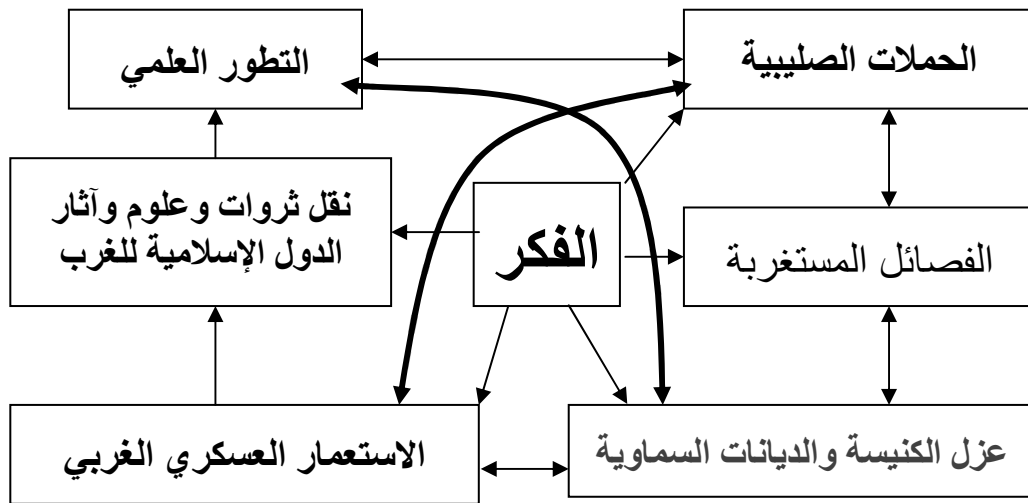 الحملات الصليبية
التطور العلمي
نقل ثروات وعلوم وآثار
الدول الإسلامية للغرب
الفكر
الفصائل المستغربة
عزل الكنيسة والديانات السماوية
الاستعمار العسكري الغربي